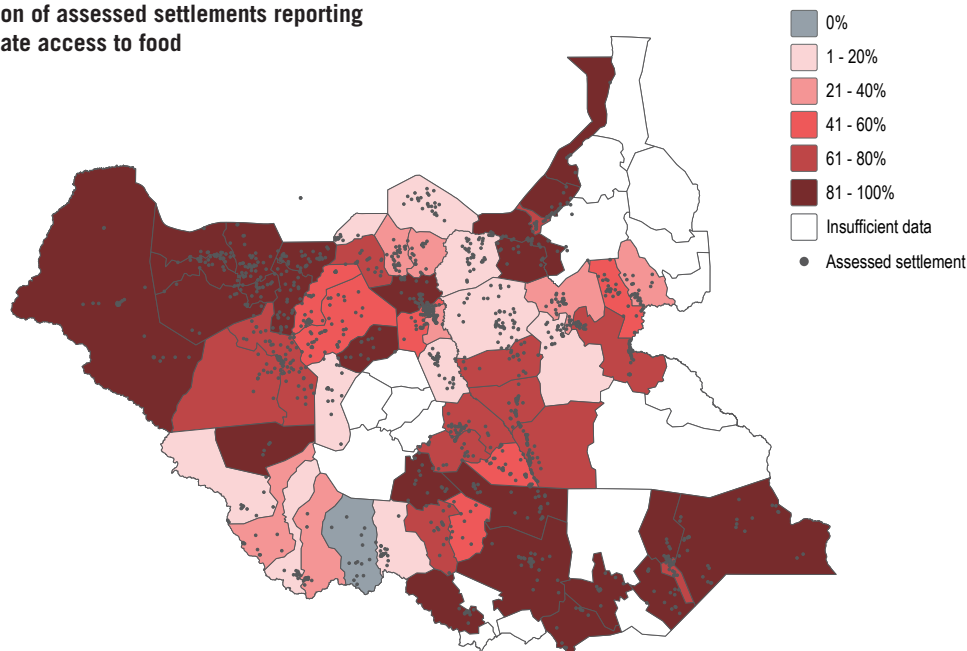 on of assessed settlements reporting
ate access to food
0%
1 - 20%
21 - 40%
41 - 60%
61 - 80%
81 - 100%
Insufficient data
Assessed settlement